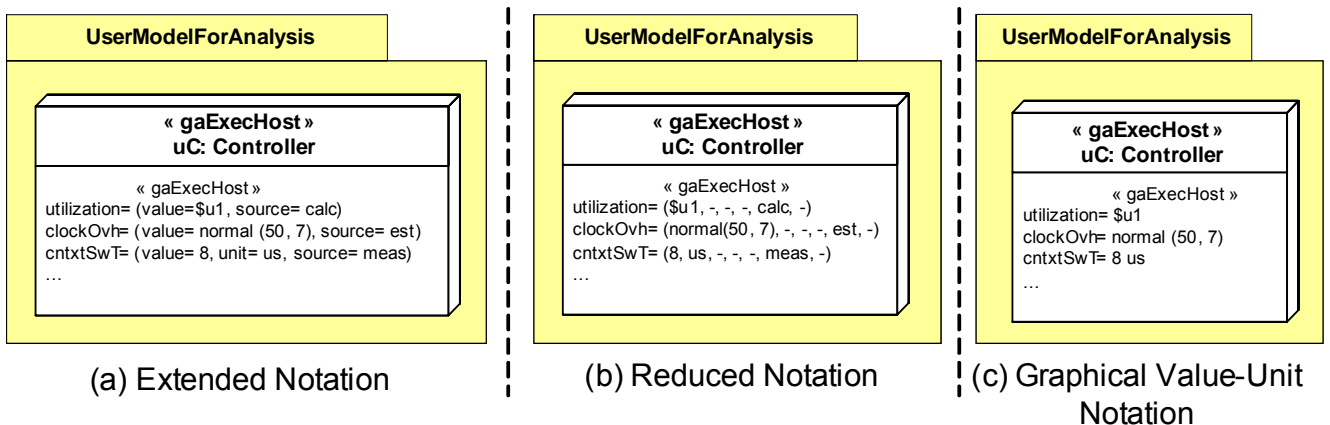 UserModelForAnalysis
« gaExecHost »
uC: Controller
« gaExecHost »
utilization= (value=$u1, source= calc)
clockOvh= (value= normal (50, 7), source= est)
cntxtSwT= (value= 8, unit= us, source= meas)
…
(a) Extended Notation
UserModelForAnalysis
« gaExecHost »
uC: Controller
« gaExecHost »
utilization= ($u1, -, -, -, calc, -)
clockOvh= (normal(50, 7), -, -, -, est, -)
cntxtSwT= (8, us, -, -, -, meas, -)
…
(b) Reduced Notation
UserModelForAnalysis
« gaExecHost »
uC: Controller
« gaExecHost »
utilization= $u1
clockOvh= normal (50, 7)
cntxtSwT= 8 us
…
(c) Graphical Value-Unit
Notation